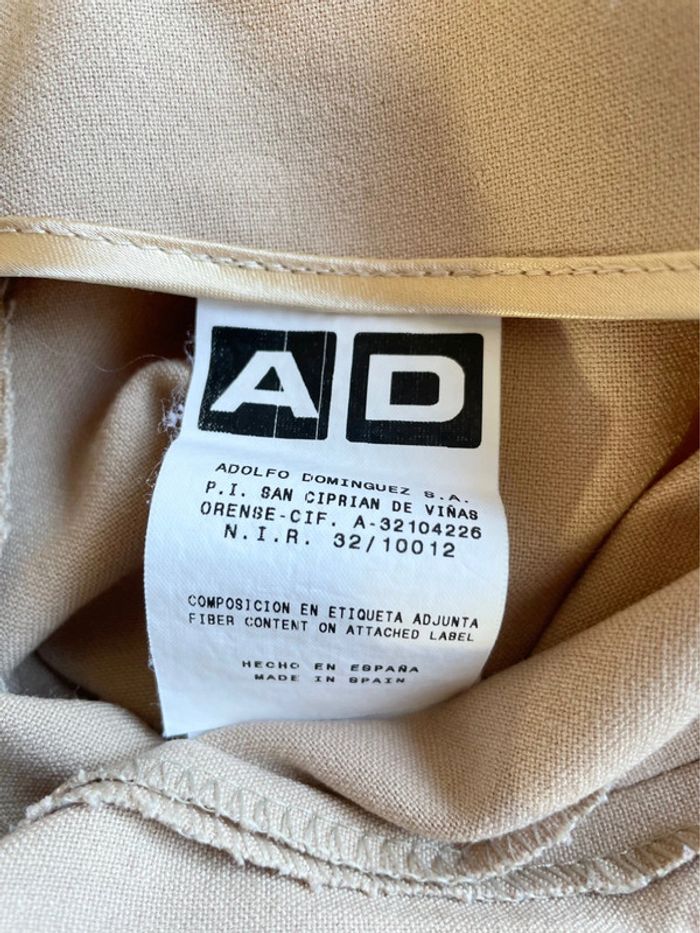 AD
ADOLFO DOMINGUEZ S.A.
P.I. SAN CIPRIAN DE VIÑAS
ORENSE-CIF. A-32104226
N.I.R. 32/10012
COMPOSICION EN ETIQUETA ADJUNTA
FIBER CONTENT ON ATTACHED LABEL
HECHO EN ESPAÑA
MADE IN SPAIN